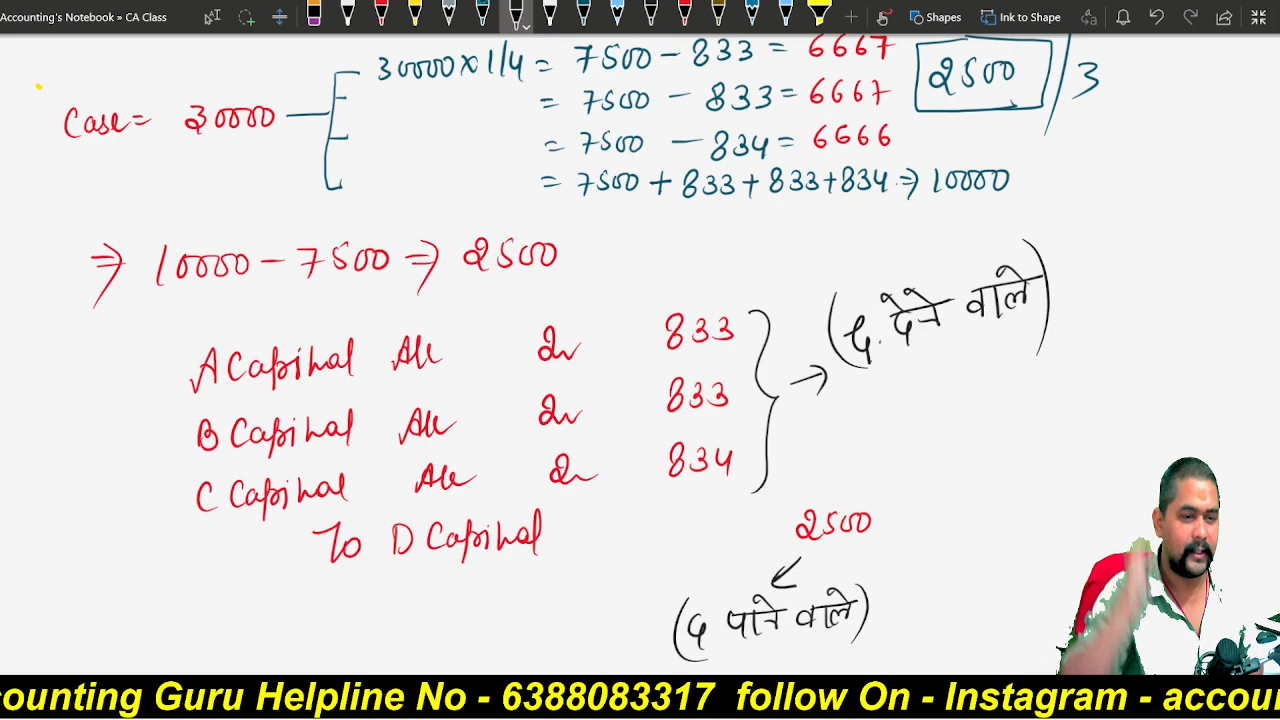 Accounting's Notebook » CA Class
Shapes
Ink to Shape
30000 x 1/4 = 7500 - 833 = 6667
2500 / 3
Case = 30000
= 7500 - 833 = 6667
= 7500 - 834 = 6666
= 7500 + 833 + 833 + 834 ⇒ 10000
⇒ 10000 - 7500 ⇒ 2500
A Capital A/c Dr 833
B Capital A/c Dr 833
C Capital A/c Dr 834
→ (द. देने वाले)
To D Capital 2500
(द पाने वाले)
counting Guru Helpline No - 6388083317 follow On - Instagram - accou